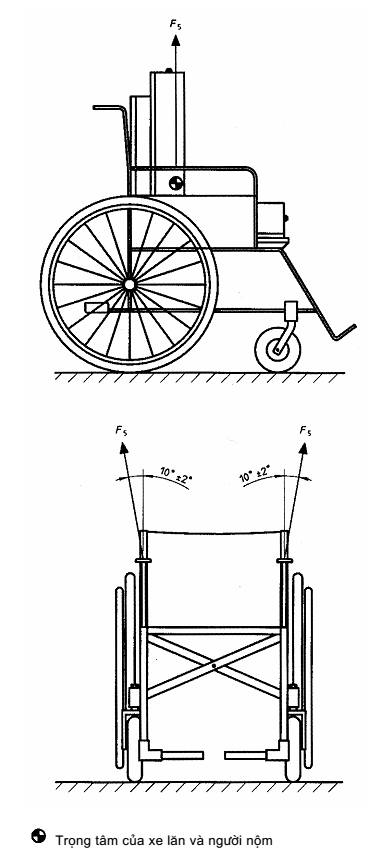 F₅
F₅ F₅
10° ±2° 10° ±2°
Trọng tâm của xe lăn và người nộm